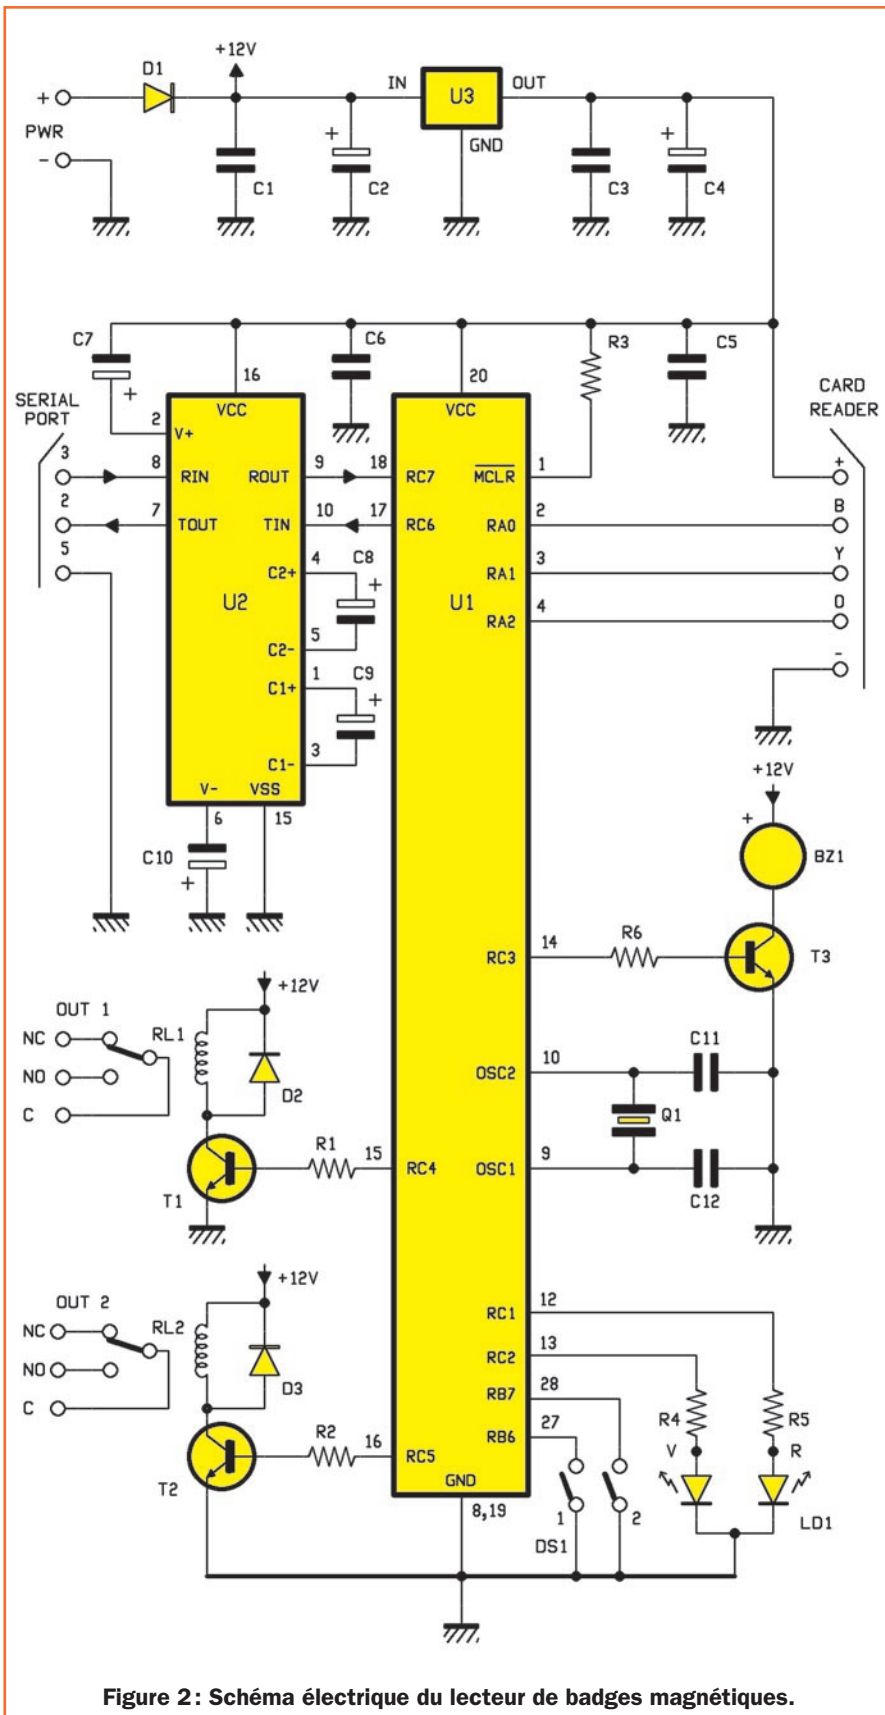 +12V
D1
IN
U3
OUT
+
PWR
-
GND
+
C1
C2
C3
+
C4
C7
+
16
C6
20
R3
C5
SERIAL
PORT
CARD
READER
VCC
VCC
2
V+
3
8
RIN
ROUT
9
18
RC7
MCLR
1
+
2
7
TOUT
TIN
10
17
RC6
RA0
2
B
5
4
C8
C2+
+
RA1
3
Y
U2
U1
RA2
4
O
5
C2-
-
1
C9
C1+
+
3
C1-
V-
VSS
6
15
C10
+
+12V
+
BZ1
RC3
14
R6
T3
+12V
OUT 1
RL1
NC
NO
C
D2
OSC2
10
C11
Q1
R1
15
RC4
OSC1
9
C12
T1
+12V
OUT 2
RL2
NC
NO
C
D3
RC1
12
RC2
13
RB7
28
RB6
27
R4
R5
V
R
R2
16
RC5
T2
GND
8,19
1
2
DS1
LD1
Figure 2 : Schéma électrique du lecteur de badges magnétiques.